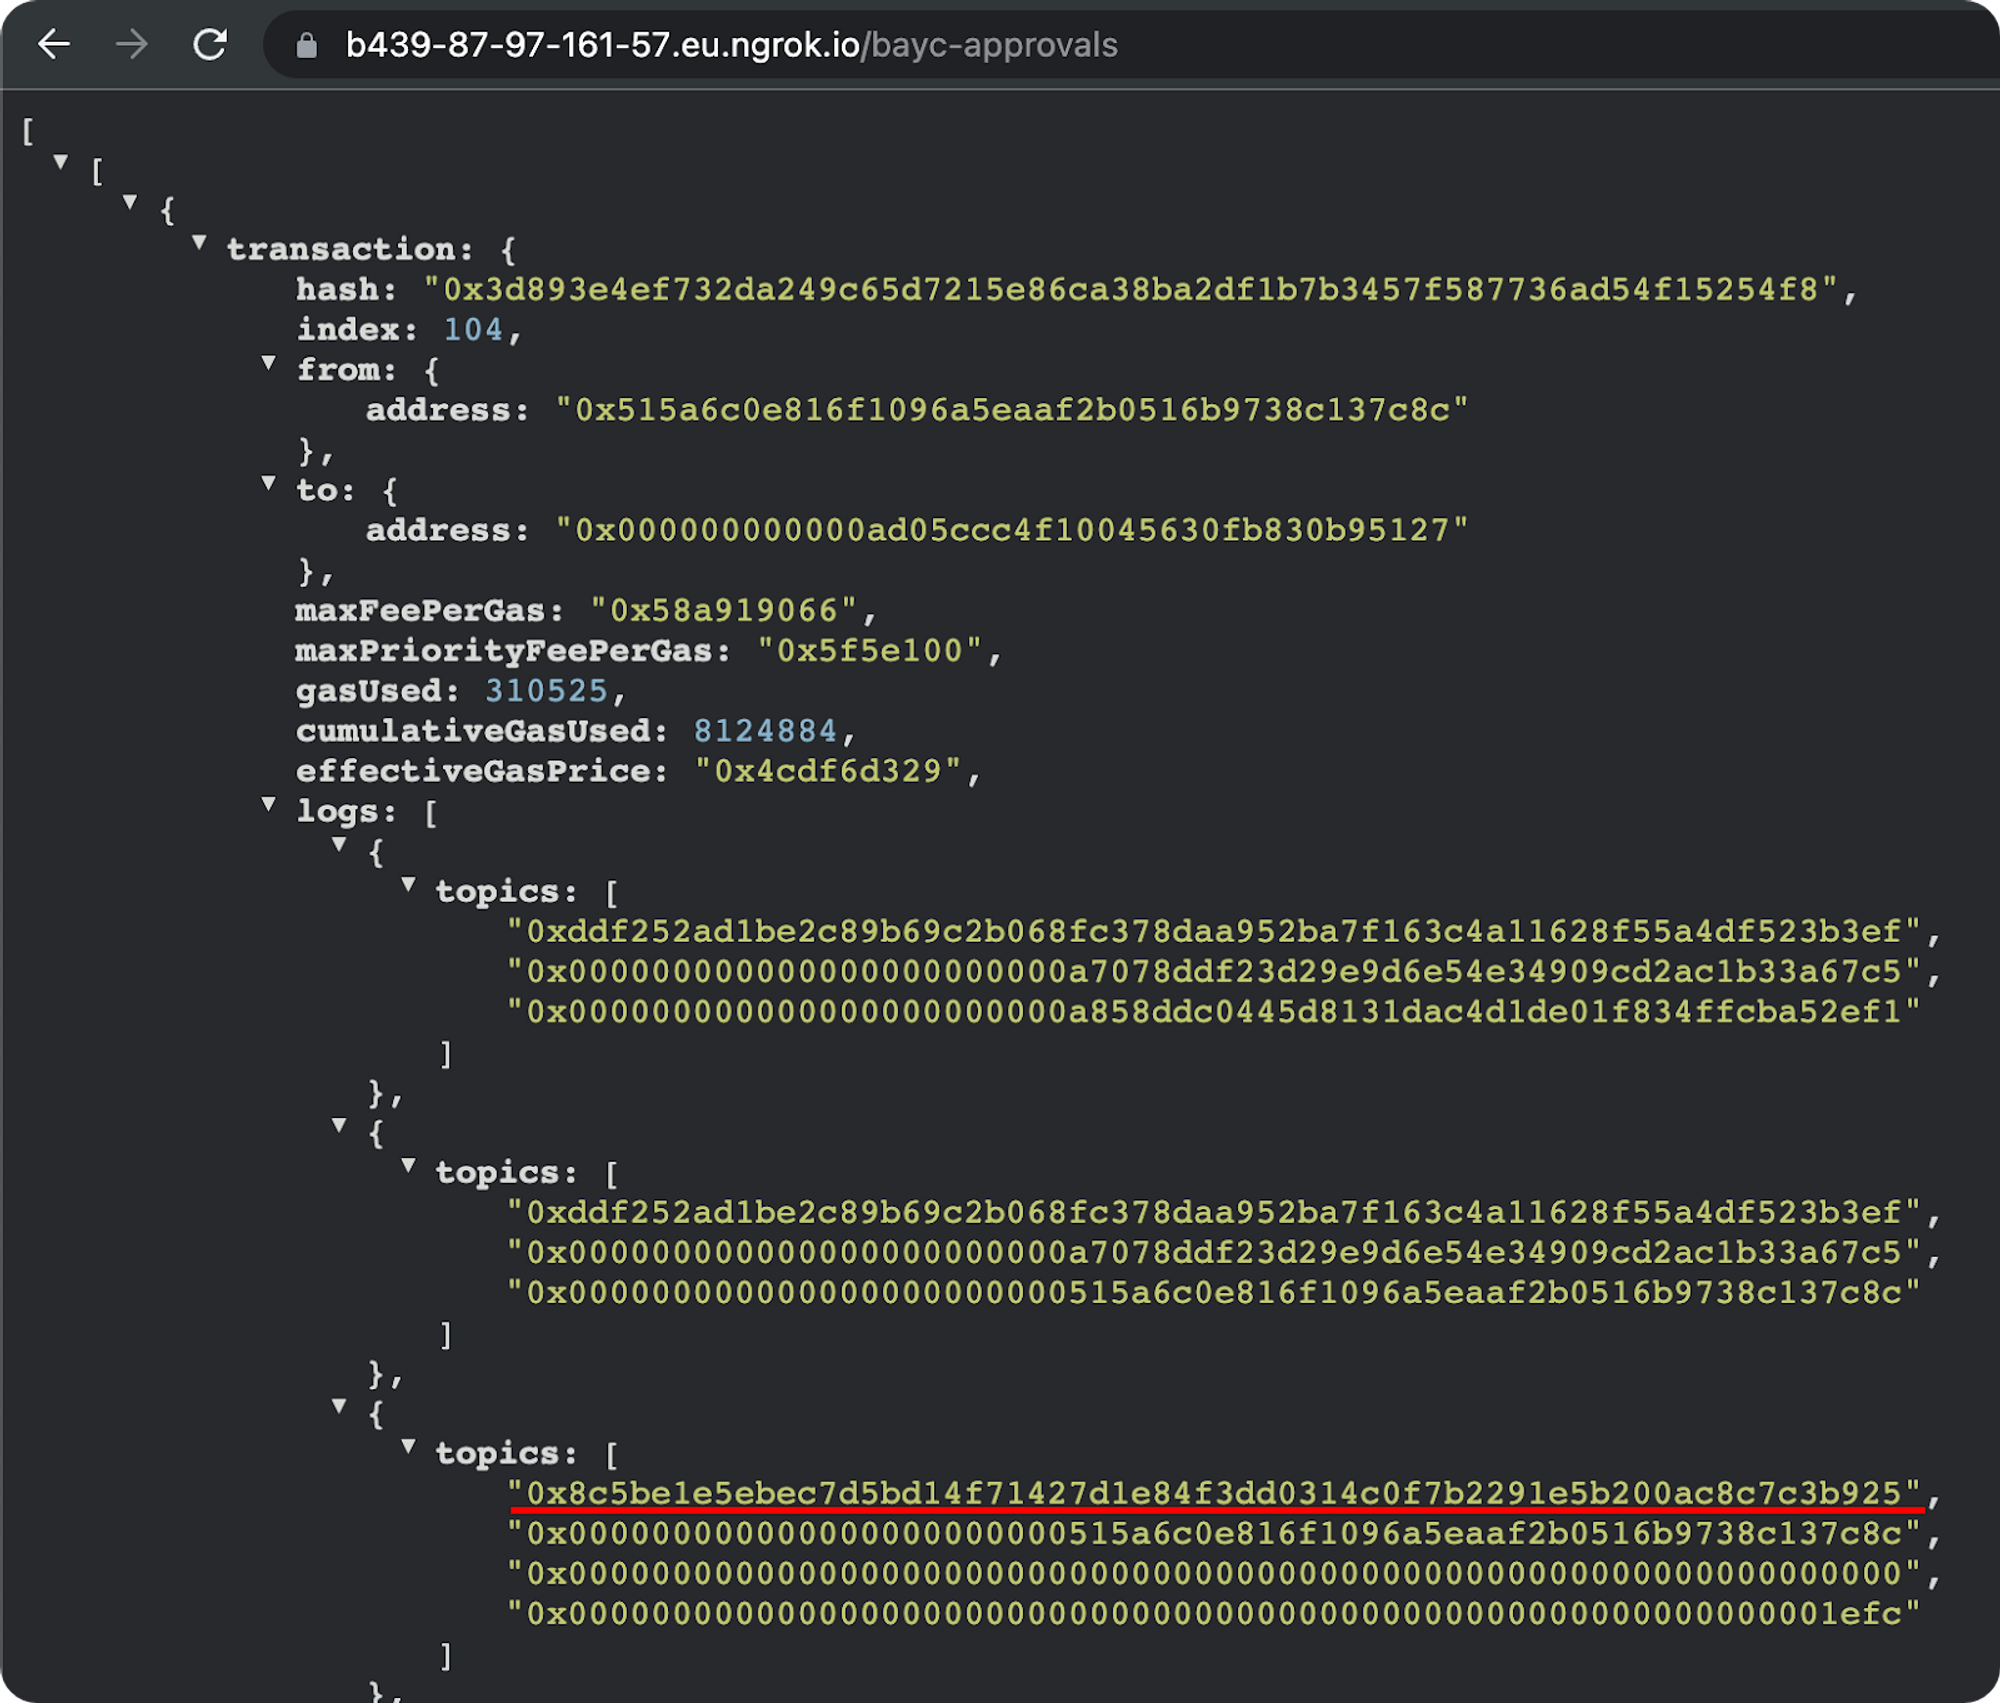 b439-87-97-161-57.eu.ngrok.io/bayc-approvals
[
[
{
transaction: {
hash: "0x3d893e4ef732da249c65d7215e86ca38ba2df1b7b3457f587736ad54f15254f8",
index: 104,
from: {
address: "0x515a6c0e816f1096a5eaaf2b0516b9738c137c8c"
},
to: {
address: "0x000000000000ad05ccc4f10045630fb830b95127"
},
maxFeePerGas: "0x58a919066",
maxPriorityFeePerGas: "0x5f5e100",
gasUsed: 310525,
cumulativeGasUsed: 8124884,
effectiveGasPrice: "0x4cdf6d329",
logs: [
{
topics: [
"0xddf252ad1be2c89b69c2b068fc378daa952ba7f163c4a11628f55a4df523b3ef",
"0x000000000000000000000000a7078ddf23d29e9d6e54e34909cd2ac1b33a67c5",
"0x000000000000000000000000a858ddc0445d8131dac4d1de01f834ffcba52ef1"
]
},
{
topics: [
"0xddf252ad1be2c89b69c2b068fc378daa952ba7f163c4a11628f55a4df523b3ef",
"0x000000000000000000000000a7078ddf23d29e9d6e54e34909cd2ac1b33a67c5",
"0x000000000000000000000000515a6c0e816f1096a5eaaf2b0516b9738c137c8c"
]
},
{
topics: [
"0x8c5be1e5ebec7d5bd14f71427d1e84f3dd0314c0f7b2291e5b200ac8c7c3b925",
"0x000000000000000000000000515a6c0e816f1096a5eaaf2b0516b9738c137c8c",
"0x0000000000000000000000000000000000000000000000000000000000000000",
"0x0000000000000000000000000000000000000000000000000000000000001efc"
]
},